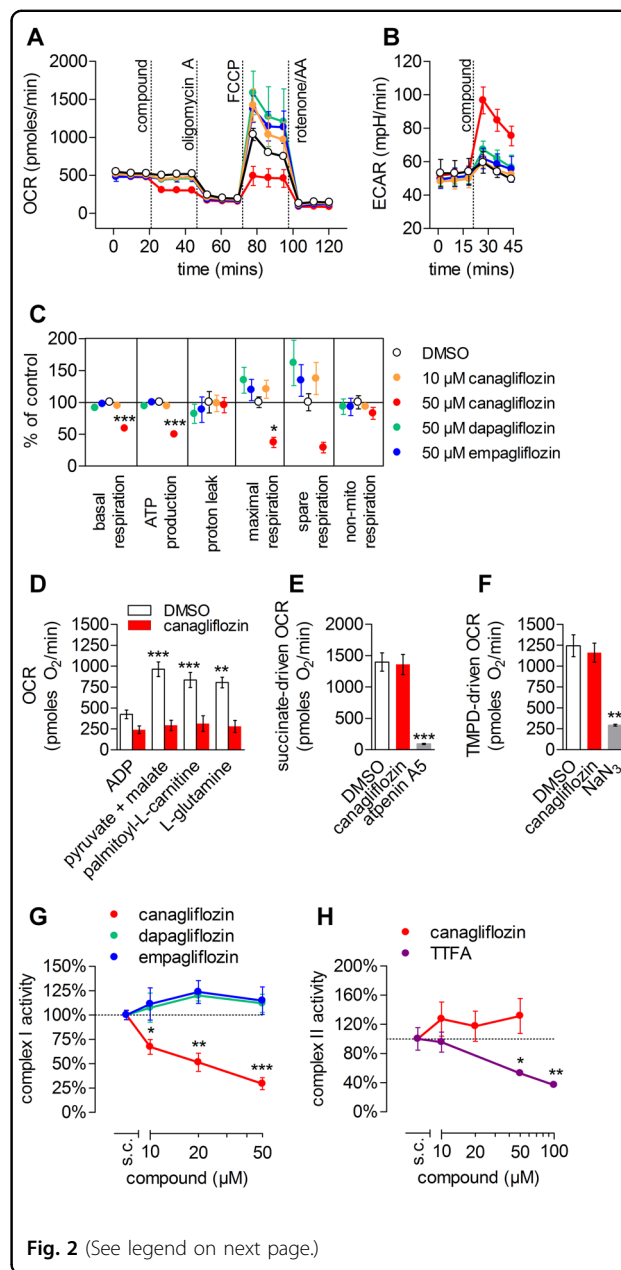 A
compound
oligomycin A
FCCP
rotenone/AA
OCR (pmoles/min)
2000
1500
1000
500
0
0 20 40 60 80 100 120
time (mins)
B
compound
ECAR (mpH/min)
120
100
80
60
40
20
0 15 30 45
time (mins)
C
% of control
200
150
100
50
0
***
***
*
basal respiration
ATP production
proton leak
maximal respiration
spare respiration
non-mito respiration
DMSO
10 µM canagliflozin
50 µM canagliflozin
50 µM dapagliflozin
50 µM empagliflozin
D
DMSO
canagliflozin
OCR
(pmoles O2/min)
1500
1250
1000
750
500
250
0
***
***
**
ADP
pyruvate + malate
palmitoyl-L-carnitine
L-glutamine
E
succinate-driven OCR
(pmoles O2/min)
2000
1500
1000
500
0
***
DMSO
canagliflozin
atpenin A5
F
TMPD-driven OCR
(pmoles O2/min)
1500
1250
1000
750
500
250
0
**
DMSO
canagliflozin
NaN3
G
canagliflozin
dapagliflozin
empagliflozin
complex I activity
150%
125%
100%
75%
50%
25%
0%
*
**
***
s.c.
10 20 50
compound (µM)
H
canagliflozin
TTFA
complex II activity
200%
160%
120%
80%
40%
0%
*
**
s.c.
10 20 50 100
compound (µM)
Fig. 2 (See legend on next page.)